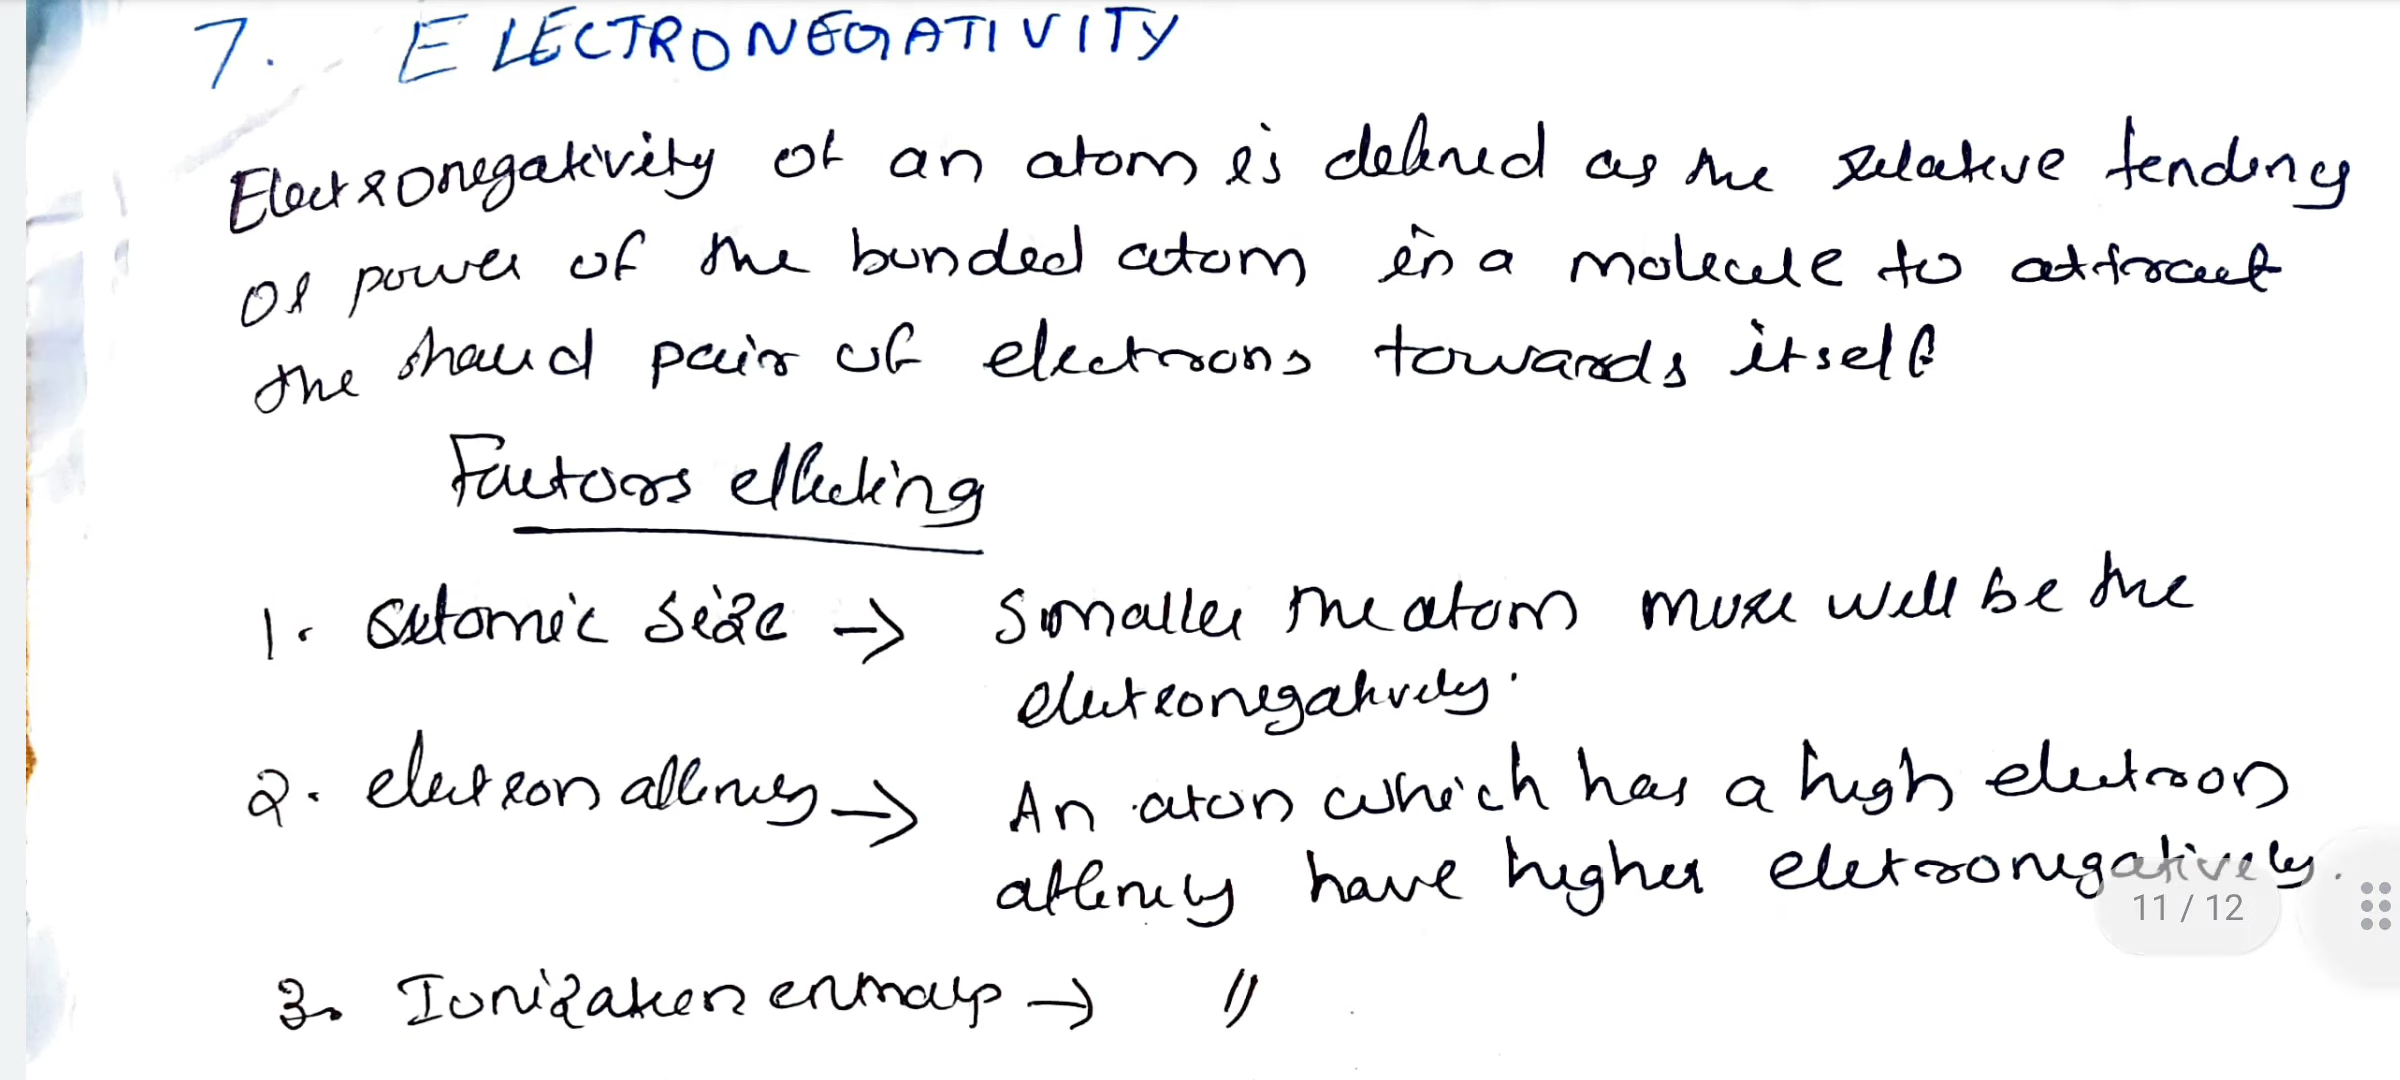 7. ELECTRONEGATIVITY
Electronegativity of an atom is defined as the relative tendency
or power of the bonded atom in a molecule to attract
the shared pair of electrons towards itself
Factors effecting
1. Atomic size → Smaller the atom more will be the
electronegativity.
2. electron affinity → An atom which has a high electron
affinity have higher eletronegativity.
11 / 12
3. Ionization enthalpy → 〃